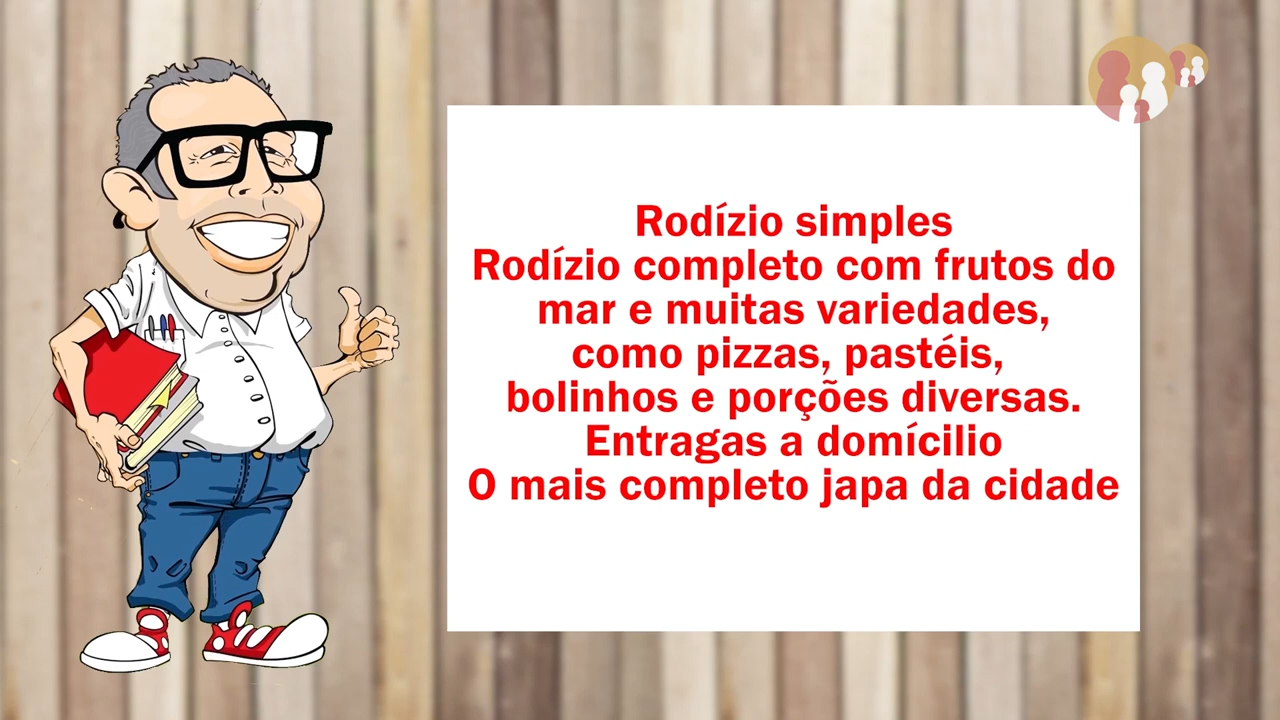 Rodízio simples
Rodízio completo com frutos do
mar e muitas variedades,
como pizzas, pastéis,
bolinhos e porções diversas.
Entragas a domícilio
O mais completo japa da cidade